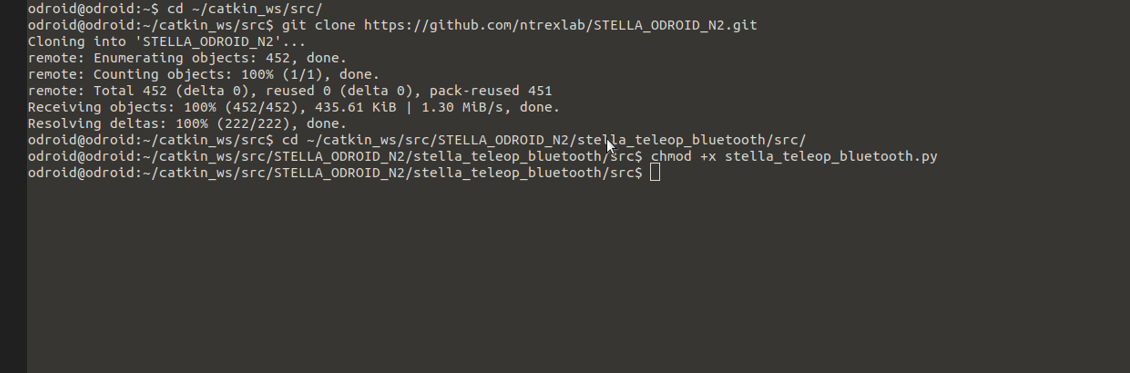 odroid@odroid:~$ cd ~/catkin_ws/src/
odroid@odroid:~/catkin_ws/src$ git clone https://github.com/ntrexlab/STELLA_ODROID_N2.git
Cloning into 'STELLA_ODROID_N2'...
remote: Enumerating objects: 452, done.
remote: Counting objects: 100% (1/1), done.
remote: Total 452 (delta 0), reused 0 (delta 0), pack-reused 451
Receiving objects: 100% (452/452), 435.61 KiB | 1.30 MiB/s, done.
Resolving deltas: 100% (222/222), done.
odroid@odroid:~/catkin_ws/src$ cd ~/catkin_ws/src/STELLA_ODROID_N2/stella_teleop_bluetooth/src/
odroid@odroid:~/catkin_ws/src/STELLA_ODROID_N2/stella_teleop_bluetooth/src$ chmod +x stella_teleop_bluetooth.py
odroid@odroid:~/catkin_ws/src/STELLA_ODROID_N2/stella_teleop_bluetooth/src$